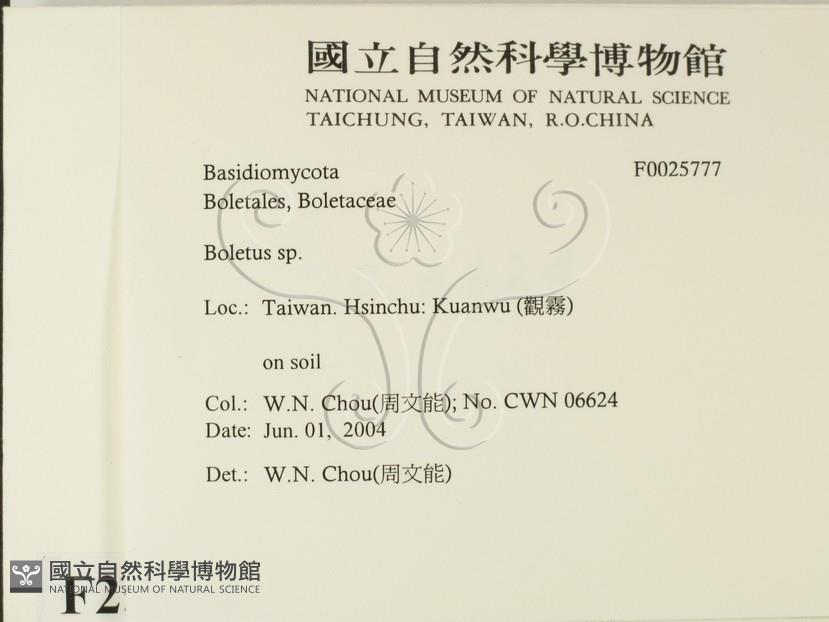 國立自然科學博物館
NATIONAL MUSEUM OF NATURAL SCIENCE
TAICHUNG, TAIWAN, R.O.CHINA
Basidiomycota F0025777
Boletales, Boletaceae
Boletus sp.
Loc.: Taiwan. Hsinchu: Kuanwu (觀霧)
on soil
Col.: W.N. Chou(周文能); No. CWN 06624
Date: Jun. 01, 2004
Det.: W.N. Chou(周文能)
國立自然科學博物館
NATIONAL MUSEUM OF NATURAL SCIENCE
F2